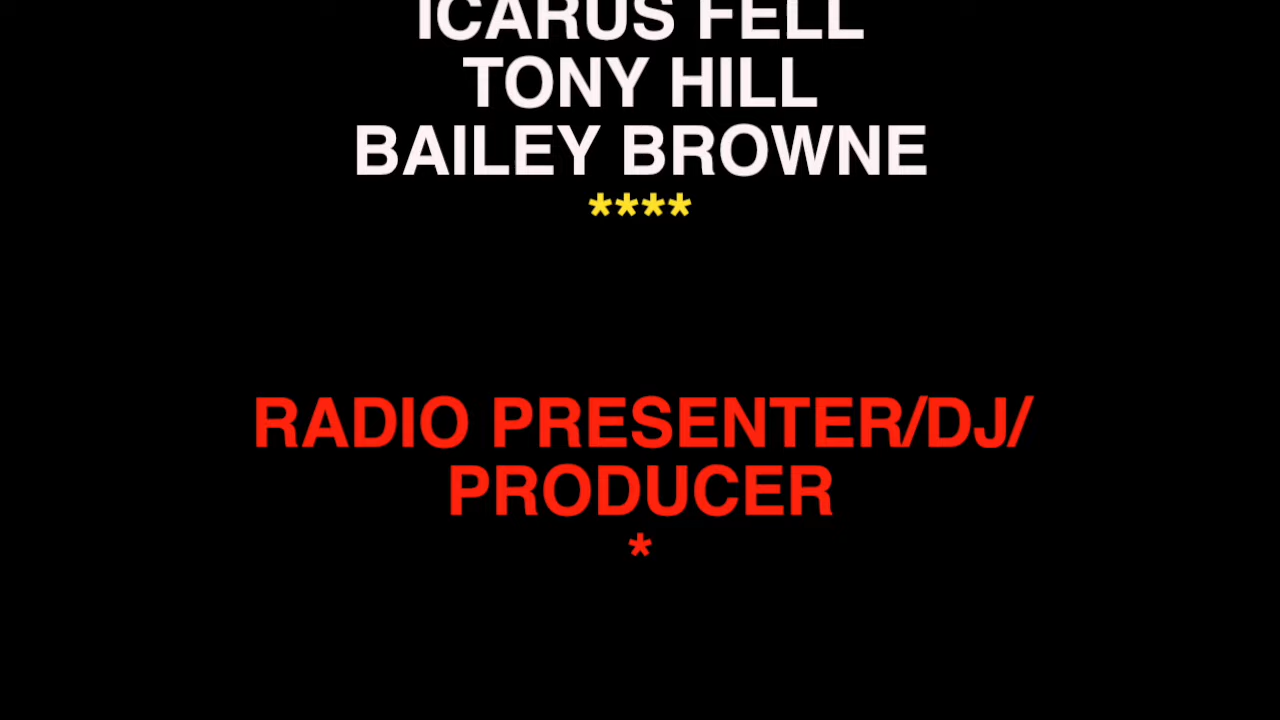 ICARUS FELL
TONY HILL
BAILEY BROWNE
****
RADIO PRESENTER/DJ/
PRODUCER
*